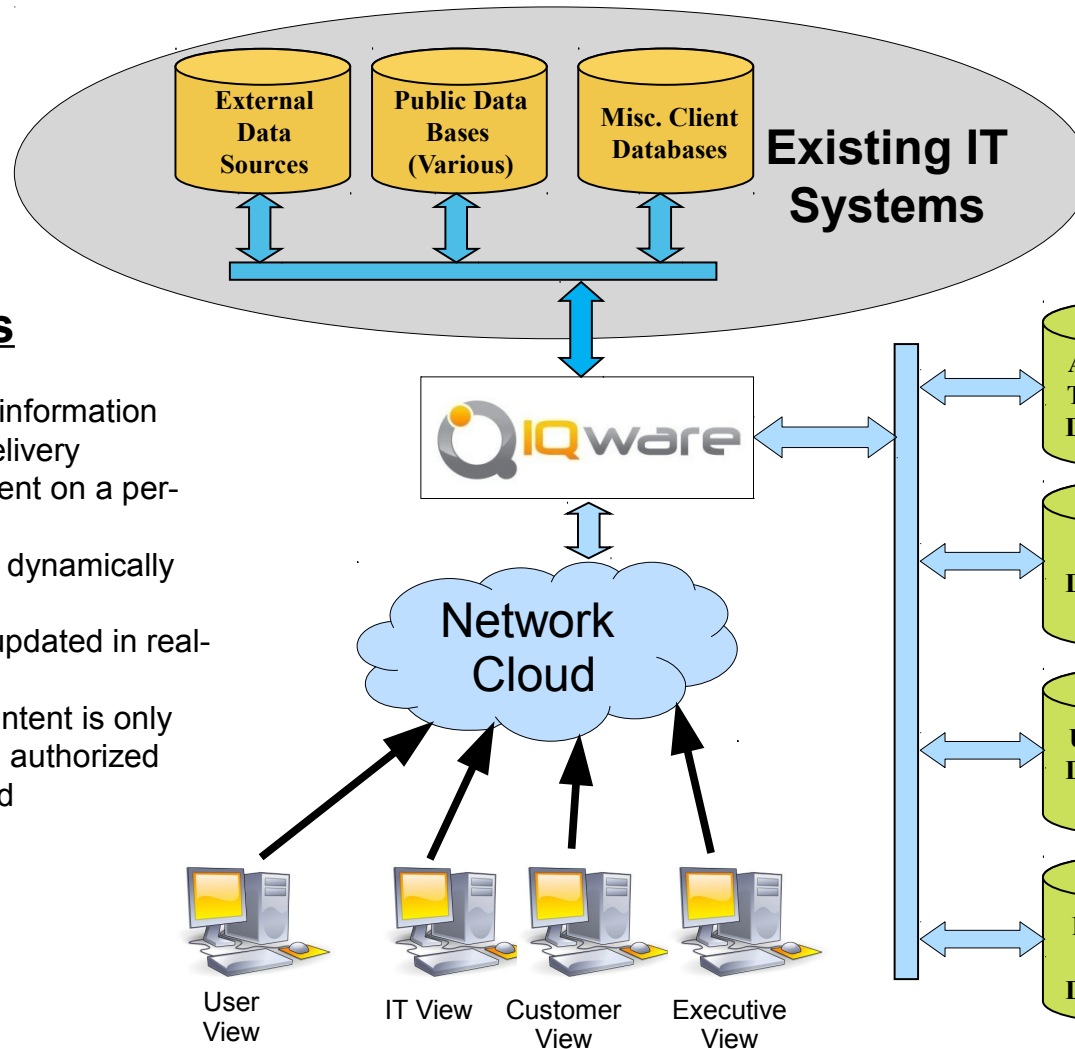 External
Data
Sources
Public Data
Bases
(Various)
Misc. Client
Databases
Existing IT
Systems
s
information
elivery
ent on a per-
dynamically
updated in real-
ntent is only
authorized
d
IQware
Network
Cloud
User
View
IT View
Customer
View
Executive
View
A
T
D
D
U
D
D